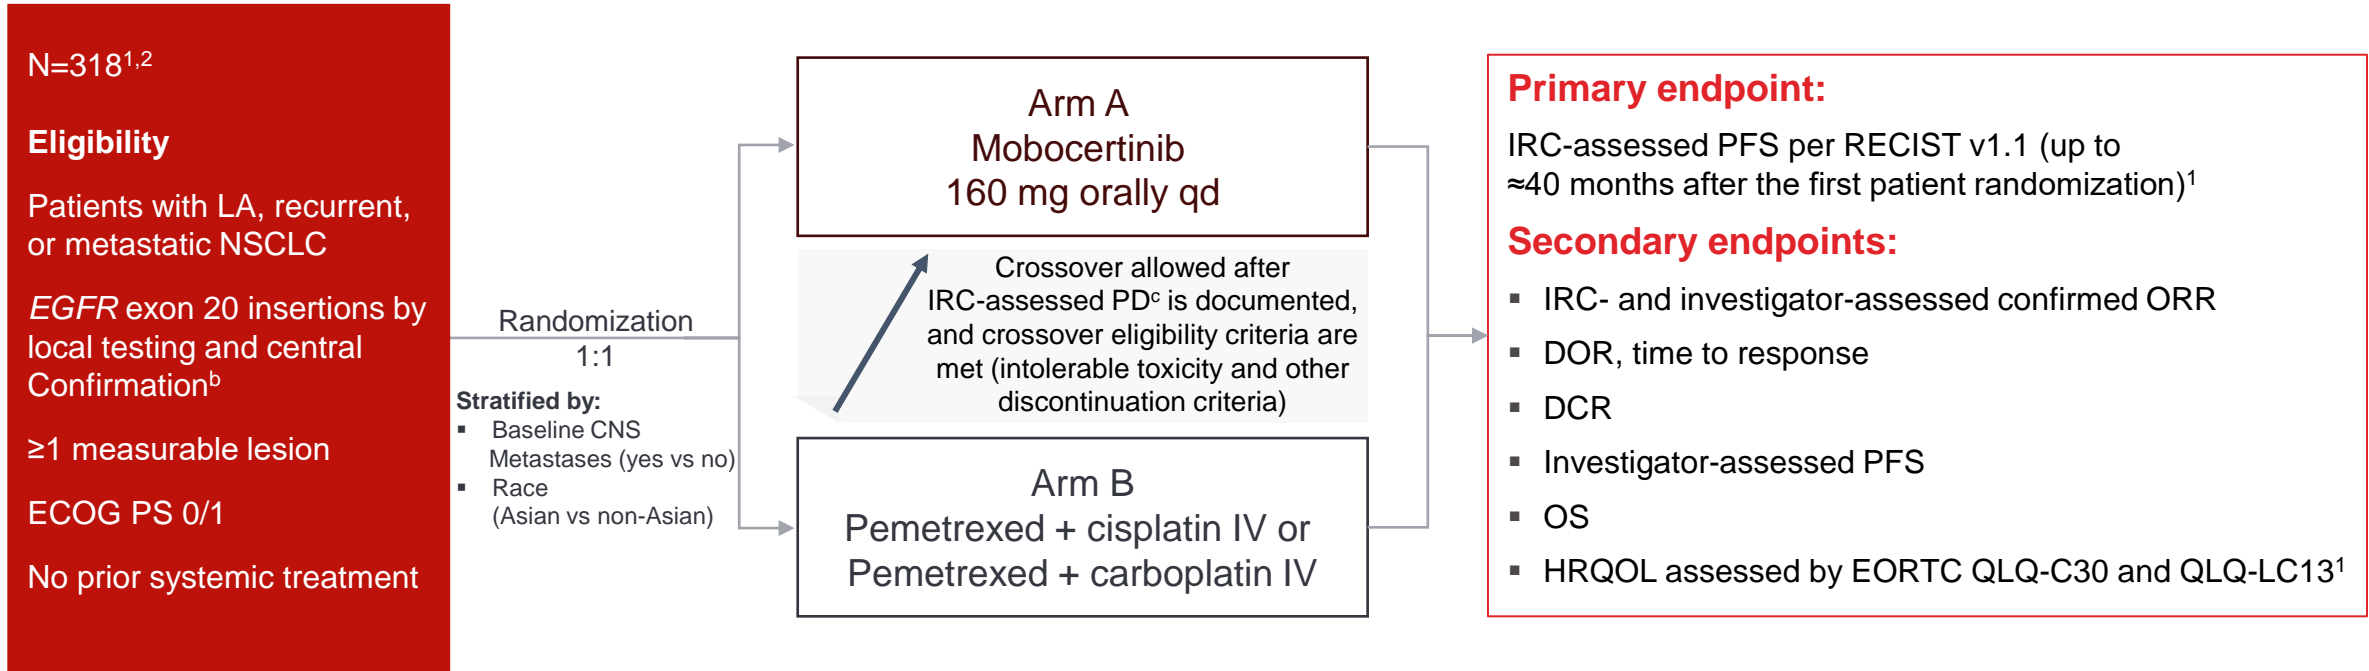 N=318¹,²
Eligibility
Patients with LA, recurrent,
or metastatic NSCLC
EGFR exon 20 insertions by
local testing and central
Confirmationᵇ
≥1 measurable lesion
ECOG PS 0/1
No prior systemic treatment
Randomization
1:1
Stratified by:
▪ Baseline CNS
Metastases (yes vs no)
▪ Race
(Asian vs non-Asian)
Arm A
Mobocertinib
160 mg orally qd
Crossover allowed after
IRC-assessed PDᶜ is documented,
and crossover eligibility criteria are
met (intolerable toxicity and other
discontinuation criteria)
Arm B
Pemetrexed + cisplatin IV or
Pemetrexed + carboplatin IV
Primary endpoint:
IRC-assessed PFS per RECIST v1.1 (up to
≈40 months after the first patient randomization)¹
Secondary endpoints:
▪ IRC- and investigator-assessed confirmed ORR
▪ DOR, time to response
▪ DCR
▪ Investigator-assessed PFS
▪ OS
▪ HRQOL assessed by EORTC QLQ-C30 and QLQ-LC13¹